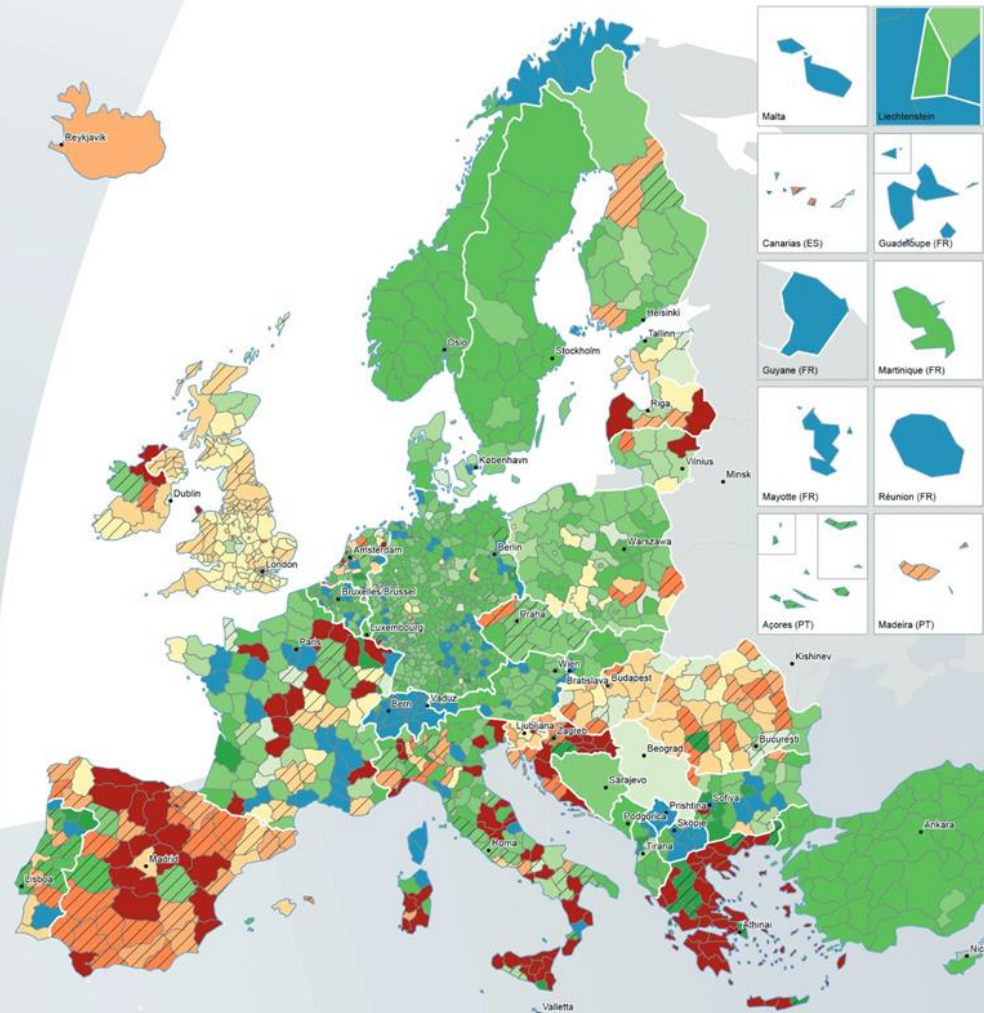 Malta
Liechtenstein
Reykjavík
Canarias (ES)
Guadeloupe (FR)
Helsinki
Tallinn
Oslo
Stockholm
Guyane (FR)
Martinique (FR)
Riga
København
Vilnius
Minsk
Mayotte (FR)
Réunion (FR)
Dublin
Amsterdam
Berlin
Warszawa
London
Bruxelles/Brussel
Praha
Luxembourg
Açores (PT)
Madeira (PT)
Paris
Kishinev
Wien
Bratislava
Budapest
Bern
Vaduz
Ljubljana
Zagreb
Bucureşti
Beograd
Sarajevo
Prishtina
Sofiya
Podgorica
Skopje
Ankara
Roma
Tirana
Madrid
Lisboa
Athinai
Valletta